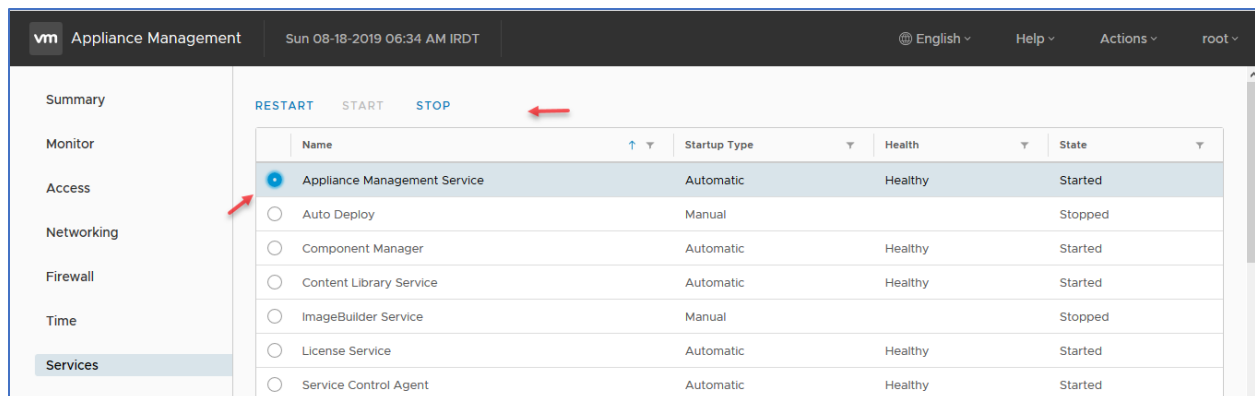 vm Appliance Management Sun 08-18-2019 06:34 AM IRDT English Help Actions root
Summary
Monitor
Access
Networking
Firewall
Time
Services
RESTART START STOP
Name Startup Type Health State
Appliance Management Service Automatic Healthy Started
Auto Deploy Manual Stopped
Component Manager Automatic Healthy Started
Content Library Service Automatic Healthy Started
ImageBuilder Service Manual Stopped
License Service Automatic Healthy Started
Service Control Agent Automatic Healthy Started